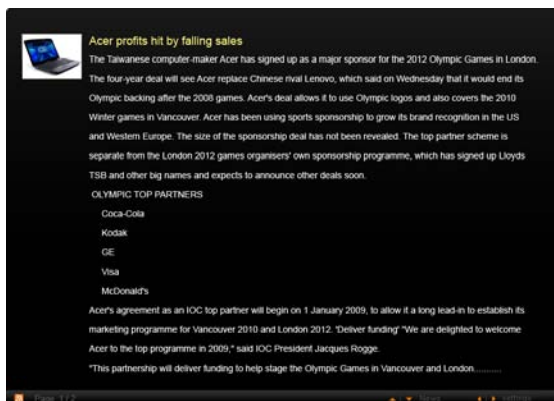 Acer profits hit by falling sales
The Taiwanese computer-maker Acer has signed up as a major sponsor for the 2012 Olympic Games in London.
The four-year deal will see Acer replace Chinese rival Lenovo, which said on Wednesday that it would end its
Olympic backing after the 2008 games. Acer's deal allows it to use Olympic logos and also covers the 2010
Winter games in Vancouver. Acer has been using sports sponsorship to grow its brand recognition in the US
and Western Europe. The size of the sponsorship deal has not been revealed. The top partner scheme is
separate from the London 2012 games organisers' own sponsorship programme, which has signed up Lloyds
TSB and other big names and expects to announce other deals soon.
OLYMPIC TOP PARTNERS
Coca-Cola
Kodak
GE
Visa
McDonald's
Acer's agreement as an IOC top partner will begin on 1 January 2009, to allow it a long lead-in to establish its
marketing programme for Vancouver 2010 and London 2012. 'Deliver funding' "We are delighted to welcome
Acer to the top programme in 2009," said IOC President Jacques Rogge.
"This partnership will deliver funding to help stage the Olympic Games in Vancouver and London...........
Page 1 / 2 News settings